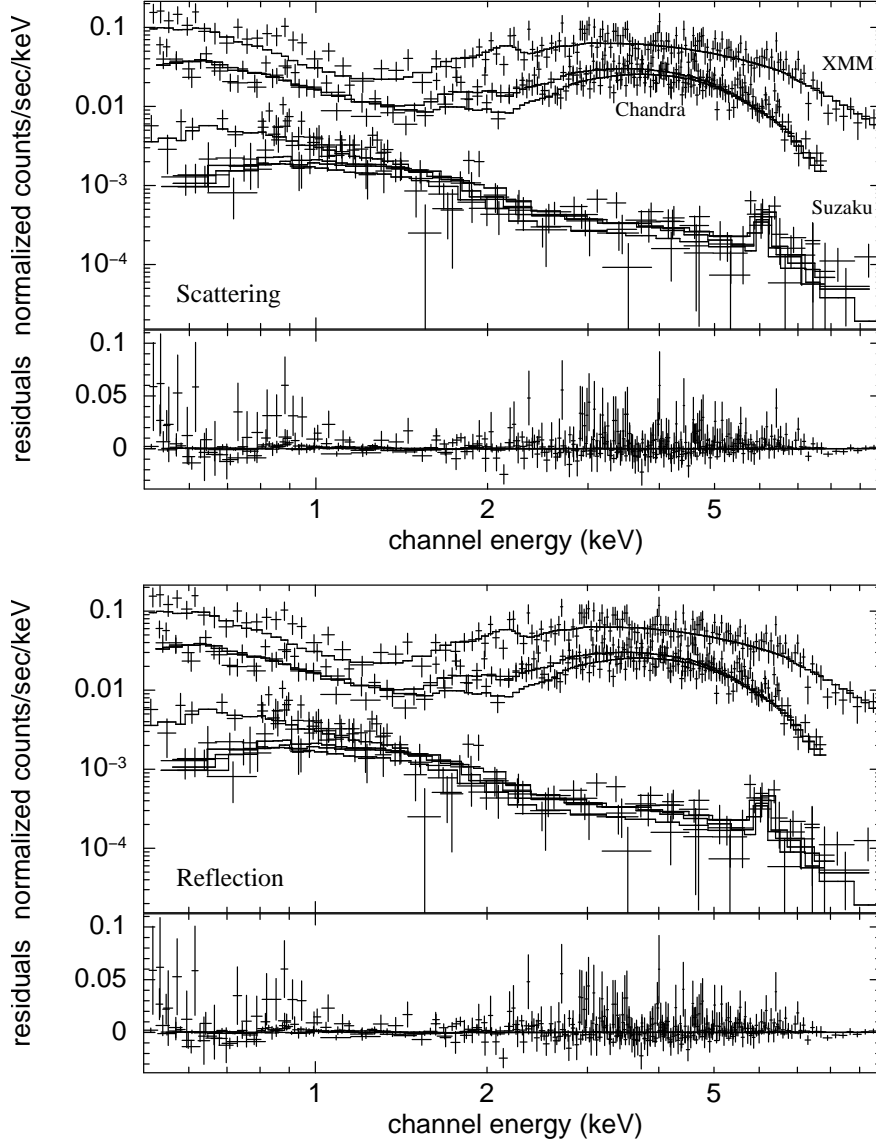 normalized counts/sec/keV
0.1
0.01
10−3
10−4
XMM
Chandra
Suzaku
Scattering
residuals
0.1
0.05
0
1
2
5
channel energy (keV)
normalized counts/sec/keV
0.1
0.01
10−3
10−4
Reflection
residuals
0.1
0.05
0
1
2
5
channel energy (keV)